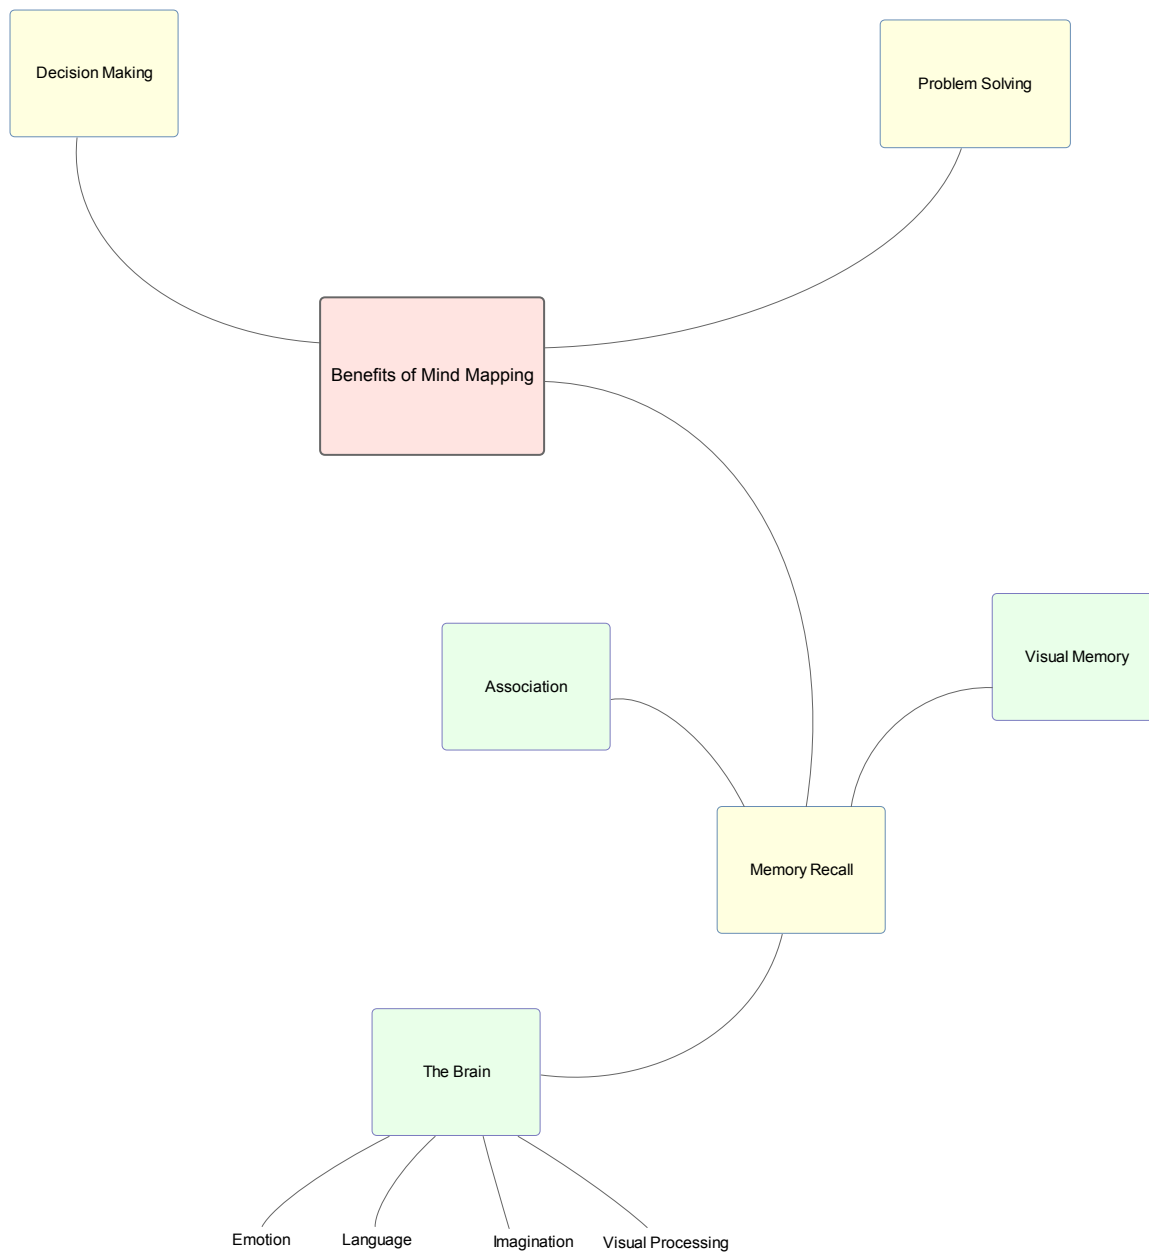 Decision Making
Problem Solving
Benefits of Mind Mapping
Association
Visual Memory
Memory Recall
The Brain
Emotion
Language
Imagination
Visual Processing